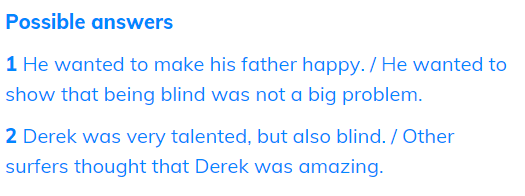 Possible answers
1 He wanted to make his father happy. / He wanted to
show that being blind was not a big problem.
2 Derek was very talented, but also blind. / Other
surfers thought that Derek was amazing.